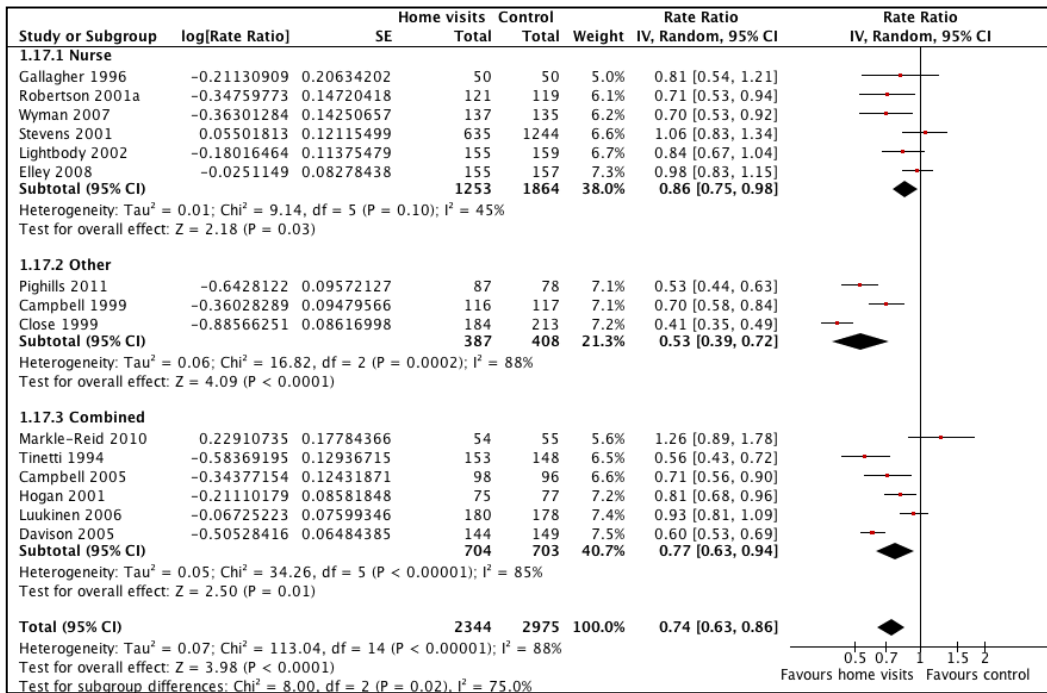 Home visits Control Rate Ratio Rate Ratio
Study or Subgroup log[Rate Ratio] SE Total Total Weight IV, Random, 95% CI IV, Random, 95% CI
1.17.1 Nurse
Gallagher 1996 -0.21130909 0.20634202 50 50 5.0% 0.81 [0.54, 1.21]
Robertson 2001a -0.34759773 0.14720418 121 119 6.1% 0.71 [0.53, 0.94]
Wyman 2007 -0.36301284 0.14250657 137 135 6.1% 0.70 [0.53, 0.92]
Stevens 2001 0.05501813 0.12115499 635 1244 6.6% 1.06 [0.83, 1.34]
Lightbody 2002 -0.18016464 0.11375479 155 159 6.7% 0.84 [0.67, 1.04]
Elley 2008 -0.0251149 0.08278438 155 157 7.3% 0.98 [0.83, 1.15]
Subtotal (95% CI) 1253 1864 38.0% 0.86 [0.75, 0.98]
Heterogeneity: Tau² = 0.01; Chi² = 9.14, df = 5 (P = 0.10); I² = 45%
Test for overall effect: Z = 2.18 (P = 0.03)
1.17.2 Other
Pighills 2011 -0.6428122 0.09572127 87 78 7.1% 0.53 [0.44, 0.63]
Campbell 1999 -0.36028289 0.09479566 116 117 7.1% 0.70 [0.58, 0.84]
Close 1999 -0.88566251 0.08616998 184 213 7.2% 0.41 [0.35, 0.49]
Subtotal (95% CI) 387 408 21.3% 0.53 [0.39, 0.72]
Heterogeneity: Tau² = 0.06; Chi² = 16.82, df = 2 (P = 0.0002); I² = 88%
Test for overall effect: Z = 4.09 (P < 0.0001)
1.17.3 Combined
Markle-Reid 2010 0.22910735 0.17784366 54 55 5.6% 1.26 [0.89, 1.78]
Tinetti 1994 -0.58369195 0.12936715 153 148 6.5% 0.56 [0.43, 0.72]
Campbell 2005 -0.34377154 0.12431871 98 96 6.6% 0.71 [0.56, 0.90]
Hogan 2001 -0.21110179 0.08581848 75 77 7.2% 0.81 [0.68, 0.96]
Luukinen 2006 -0.06725223 0.07599346 180 178 7.4% 0.93 [0.81, 1.09]
Davison 2005 -0.50528416 0.06484385 144 149 7.5% 0.60 [0.53, 0.69]
Subtotal (95% CI) 704 703 40.7% 0.77 [0.63, 0.94]
Heterogeneity: Tau² = 0.05; Chi² = 34.26, df = 5 (P < 0.00001); I² = 85%
Test for overall effect: Z = 2.50 (P = 0.01)
Total (95% CI) 2344 2975 100.0% 0.74 [0.63, 0.86]
Heterogeneity: Tau² = 0.07; Chi² = 113.04, df = 14 (P < 0.00001); I² = 88%
Test for overall effect: Z = 3.98 (P < 0.0001)
Test for subgroup differences: Chi² = 8.00, df = 2 (P = 0.02), I² = 75.0%
0.5 0.7 1 1.5 2
Favours home visits Favours control